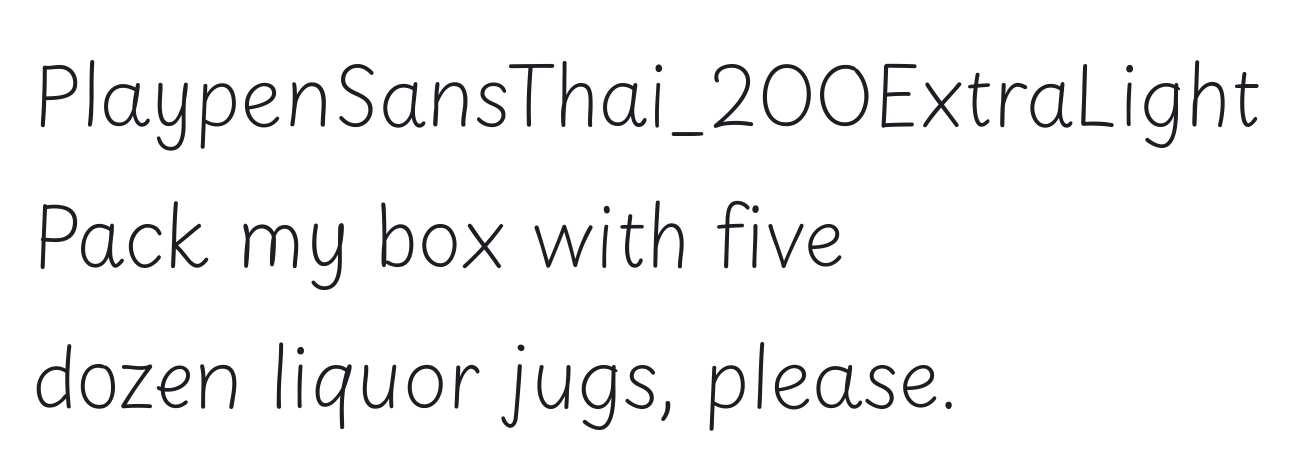 PlaypenSansThai_200ExtraLight
Pack my box with five
dozen liquor jugs, please.